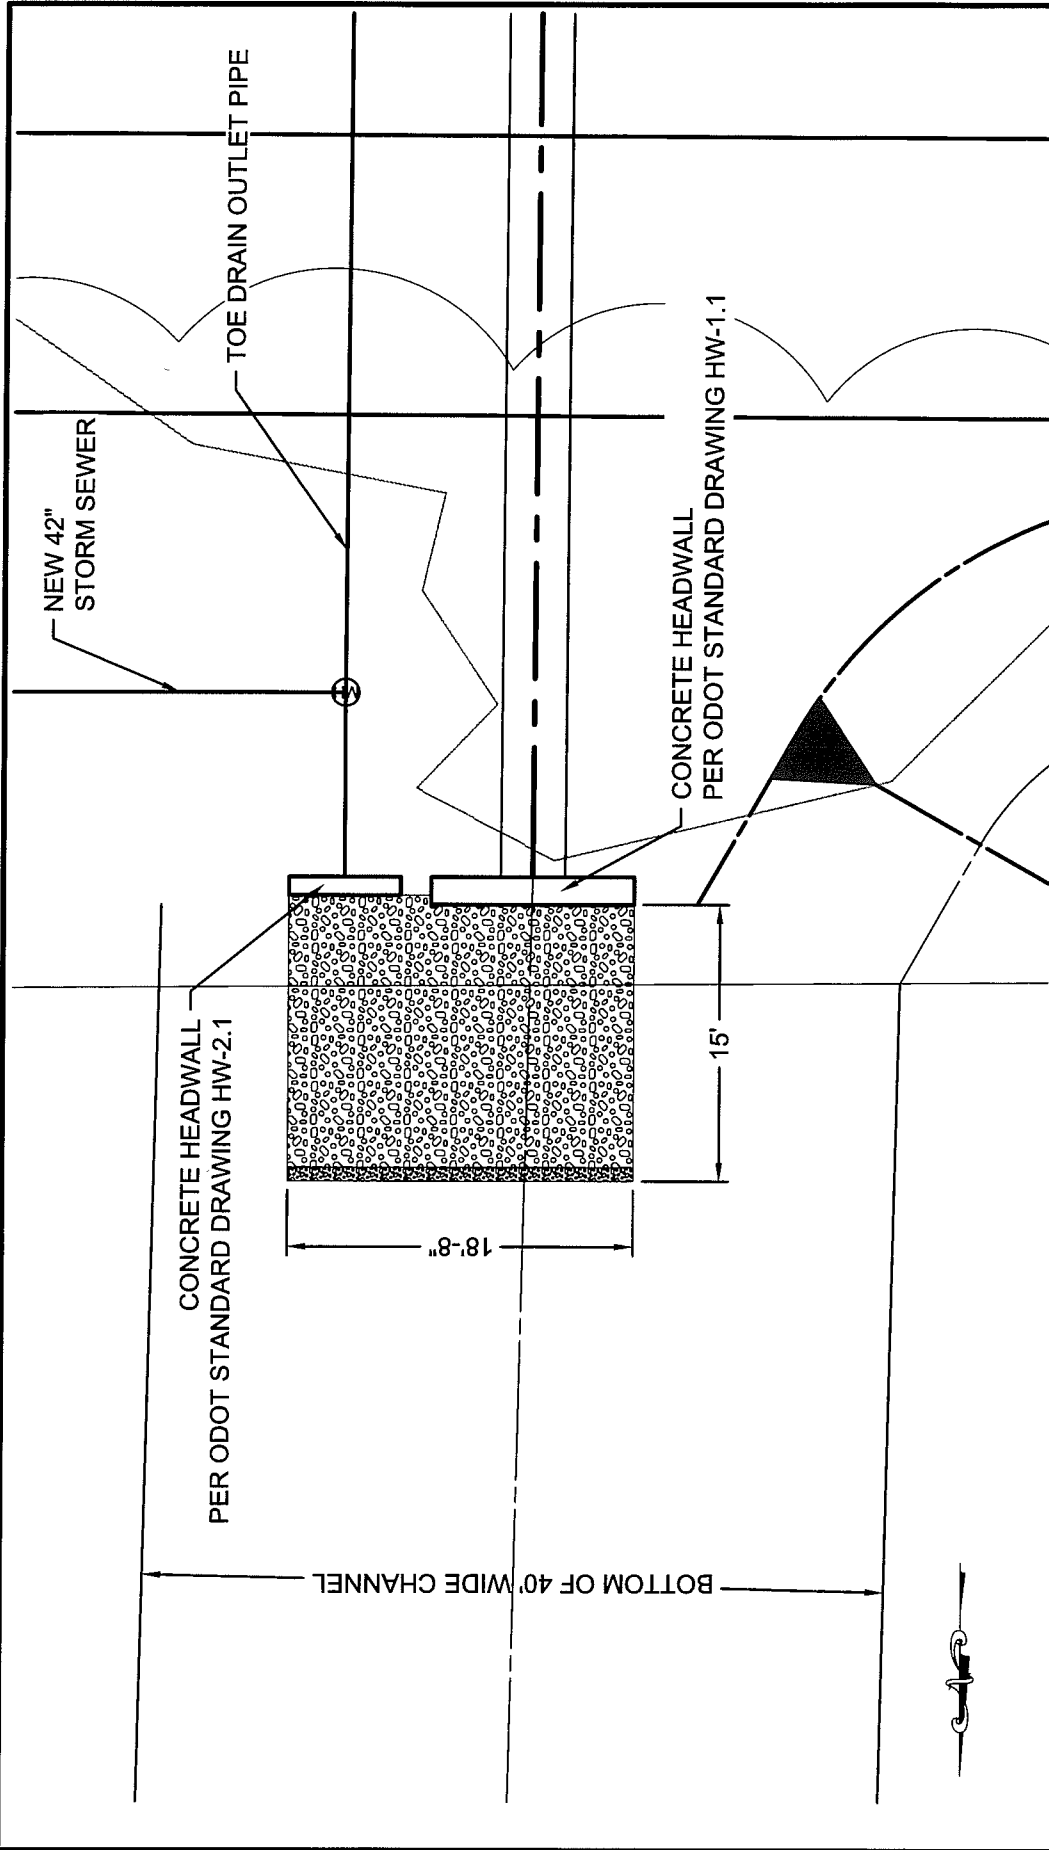 NEW 42"
STORM SEWER
TOE DRAIN OUTLET PIPE
CONCRETE HEADWALL
PER ODOT STANDARD DRAWING HW-1.1
CONCRETE HEADWALL
PER ODOT STANDARD DRAWING HW-2.1
15'
18'-8"
BOTTOM OF 40' WIDE CHANNEL